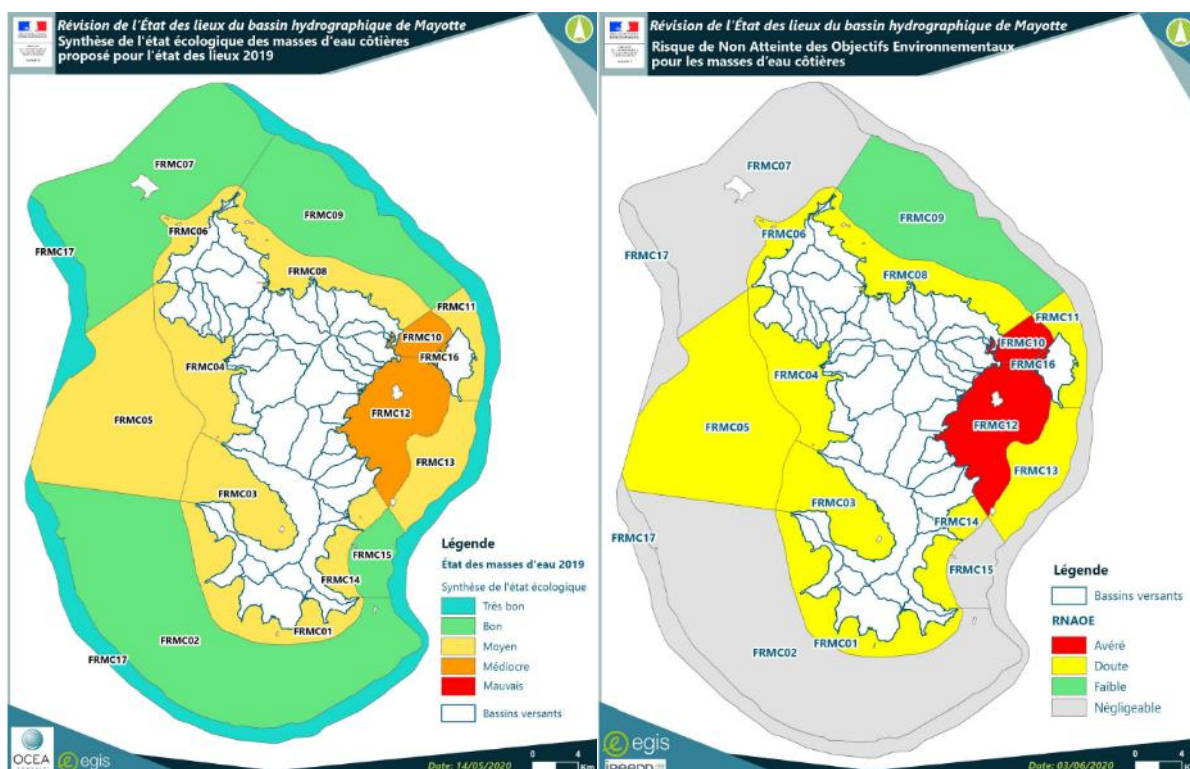 Révision de l'État des lieux du bassin hydrographique de Mayotte
Synthèse de l'état écologique des masses d'eau côtières
proposé pour l'état des lieux 2019
FRMC07
FRMC09
FRMC06
FRMC17
FRMC08
FRMC11
FRMC10
FRMC16
FRMC04
FRMC12
FRMC05
FRMC13
FRMC03
FRMC15
FRMC14
FRMC01
FRMC02
FRMC17
Légende
État des masses d'eau 2019
Synthèse de l'état écologique
Très bon
Bon
Moyen
Médiocre
Mauvais
Bassins versants
OCEA
egis
Date: 14/05/2020
0 4
Km
Révision de l'État des lieux du bassin hydrographique de Mayotte
Risque de Non Atteinte des Objectifs Environnementaux
pour les masses d'eau côtières
FRMC07
FRMC09
FRMC06
FRMC17
FRMC08
FRMC11
FRMC10
FRMC16
FRMC04
FRMC12
FRMC05
FRMC13
FRMC03
FRMC14
FRMC17
FRMC15
FRMC01
FRMC02
Légende
Bassins versants
RNAOE
Avéré
Doute
Faible
Négligeable
egis
Date: 03/06/2020
0 4